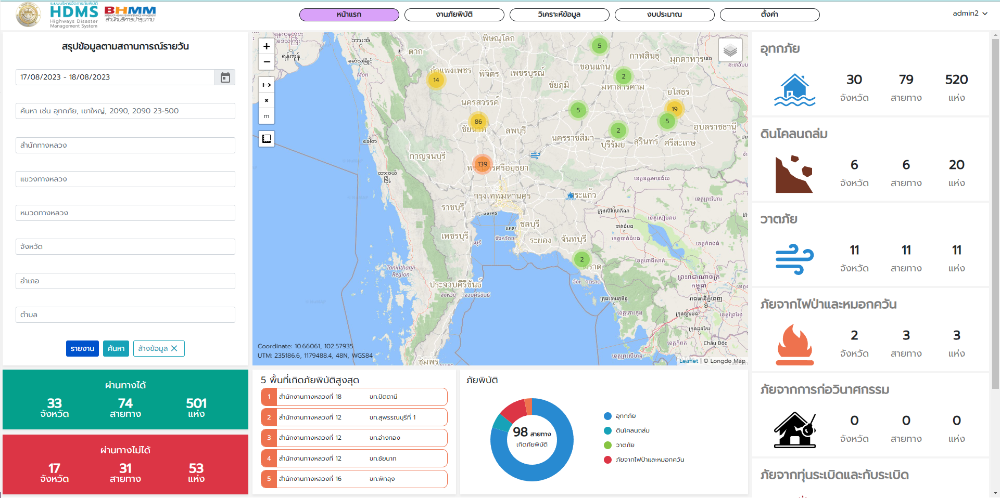 ระบบบริหารจัดการภัยพิบัติ
HDMS
Highways Disaster
Management System
BHMM
BUREAU OF HIGHWAYS MAINTENANCE MANAGEMENT
สำนักบริหารบำรุงทาง
หน้าแรก
งานภัยพิบัติ
วิเคราะห์ข้อมูล
งบประมาณ
ตั้งค่า
admin2
สรุปข้อมูลตามสถานการณ์รายวัน
17/08/2023 - 18/08/2023
ค้นหา เช่น อุทกภัย, เขาใหญ่, 2090, 2090 23-500
สำนักทางหลวง
แขวงทางหลวง
หมวดทางหลวง
จังหวัด
อำเภอ
ตำบล
รายงาน
ค้นหา
ล้างข้อมูล
ผ่านทางได้
33 74 501
จังหวัด สายทาง แห่ง
ผ่านทางไม่ได้
17 31 53
จังหวัด สายทาง แห่ง
+
−
m
พิษณุโลก
5
ตาก
กาฬสินธุ์
มุกดาหาร
ขอนแก่น
กำแพงเพชร
พิจิตร
เพชรบูรณ์
Mon
14
2
ชัยภูมิ
มหาสารคาม
ยโสธร
นครสวรรค์
5
19
86
5
ชัยนาท
ลพบุรี
2
อุบลราชธานี
นครราชสีมา
บุรีรัมย์
สุรินทร์
ศรีสะเกษ
กาญจนบุรี
139
พระนครศรีอยุธยา
กรุงเทพมหานคร
สระแก้ว
ราชบุรี
ชลบุรี
เพชรบุรี
ระยอง
จันทบุรี
2
ตราด
Tanintharyi
Region
ประจวบคีรีขันธ์
ชุมพร
Châu Đốc
Coordinate: 10.66061, 102.57935
UTM: 235186.6, 1179488.4, 48N, WGS84
Leaflet | © Longdo Map
5 พื้นที่เกิดภัยพิบัติสูงสุด
1 สำนักงานทางหลวงที่ 18 ขท.ปัตตานี
2 สำนักงานทางหลวงที่ 12 ขท.สุพรรณบุรีที่ 1
3 สำนักงานทางหลวงที่ 12 ขท.อ่างทอง
4 สำนักงานทางหลวงที่ 12 ขท.ชัยนาท
5 สำนักงานทางหลวงที่ 16 ขท.พัทลุง
ภัยพิบัติ
98 สายทาง
เกิดภัยพิบัติ
อุทกภัย
ดินโคลนถล่ม
วาตภัย
ภัยจากไฟป่าและหมอกควัน
อุทกภัย
30 79 520
จังหวัด สายทาง แห่ง
ดินโคลนถล่ม
6 6 20
จังหวัด สายทาง แห่ง
วาตภัย
11 11 11
จังหวัด สายทาง แห่ง
ภัยจากไฟป่าและหมอกควัน
2 3 3
จังหวัด สายทาง แห่ง
ภัยจากการก่อวินาศกรรม
0 0 0
จังหวัด สายทาง แห่ง
ภัยจากทุ่นระเบิดและกับระเบิด